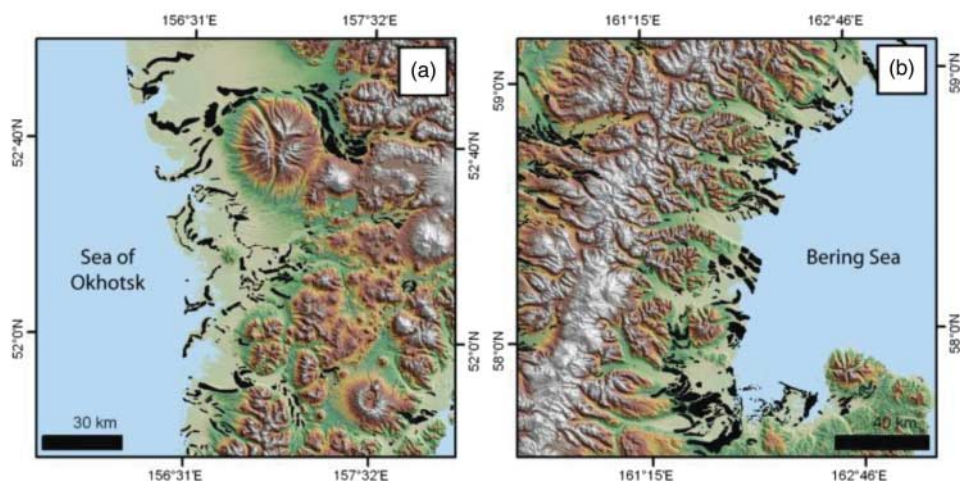 156°31'E 157°32'E 161°15'E 162°46'E
(a) (b)
59°0'N 59°0'N
52°40'N 52°40'N
Sea of
Okhotsk
Bering Sea
52°0'N 52°0'N 58°0'N 58°0'N
30 km 40 km
156°31'E 157°32'E 161°15'E 162°46'E